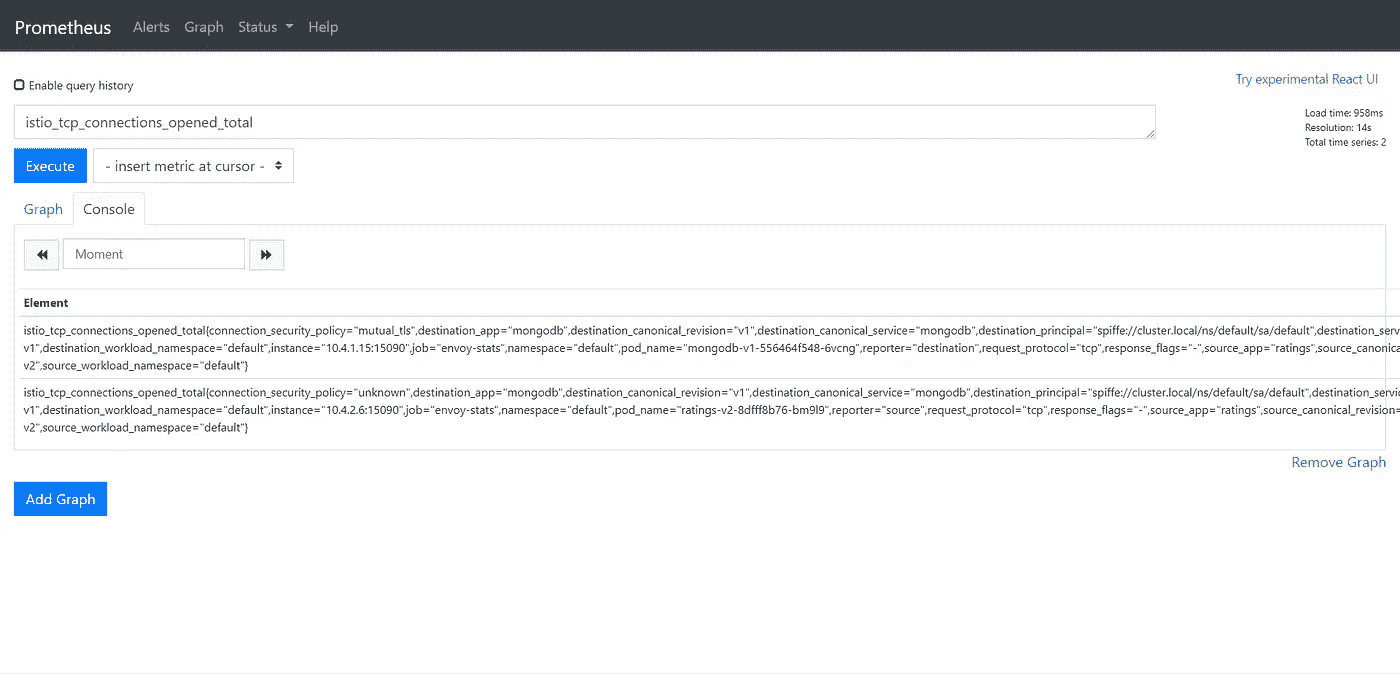 Prometheus Alerts Graph Status Help
Enable query history
Try experimental React UI
istio_tcp_connections_opened_total
Load time: 958ms
Resolution: 14s
Total time series: 2
Execute - insert metric at cursor -
Graph Console
Moment
Element
istio_tcp_connections_opened_total{connection_security_policy="mutual_tls",destination_app="mongodb",destination_canonical_revision="v1",destination_canonical_service="mongodb",destination_principal="spiffe://cluster.local/ns/default/sa/default",destination_serv
v1",destination_workload_namespace="default",instance="10.4.1.15:15090",job="envoy-stats",namespace="default",pod_name="mongodb-v1-556464f548-6vcng",reporter="destination",request_protocol="tcp",response_flags="-",source_app="ratings",source_canonica
v2",source_workload_namespace="default"}
istio_tcp_connections_opened_total{connection_security_policy="unknown",destination_app="mongodb",destination_canonical_revision="v1",destination_canonical_service="mongodb",destination_principal="spiffe://cluster.local/ns/default/sa/default",destination_servic
v1",destination_workload_namespace="default",instance="10.4.2.6:15090",job="envoy-stats",namespace="default",pod_name="ratings-v2-8dfff8b76-bm9l9",reporter="source",request_protocol="tcp",response_flags="-",source_app="ratings",source_canonical_revision=
v2",source_workload_namespace="default"}
Remove Graph
Add Graph